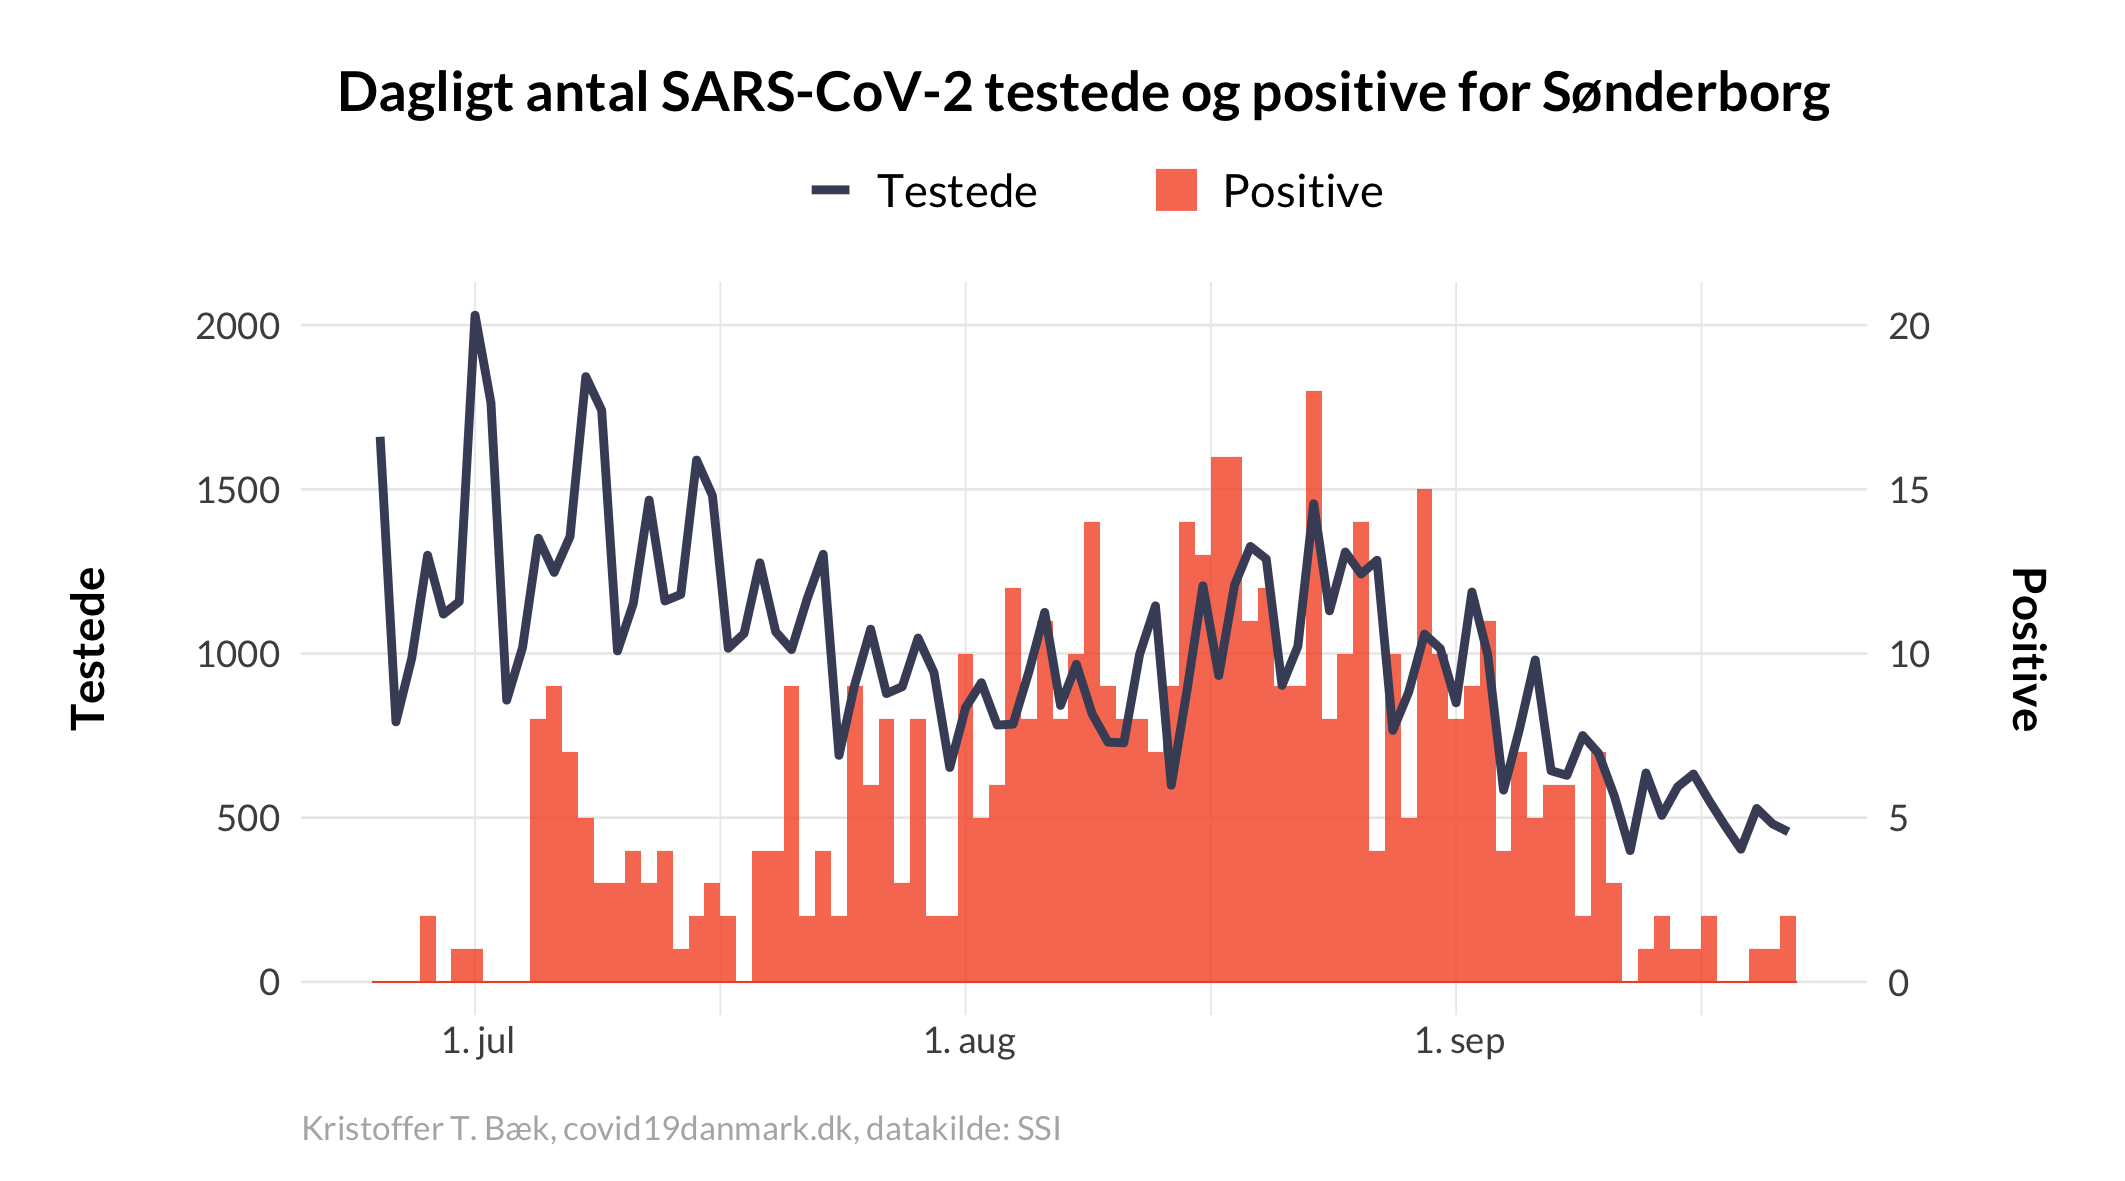 Dagligt antal SARS-CoV-2 testede og positive for Sønderborg
Testede
Positive
2000
1500
1000
500
0
Testede
20
15
10
5
0
Positive
1. jul
1. aug
1. sep
Kristoffer T. Bæk, covid19danmark.dk, datakilde: SSI